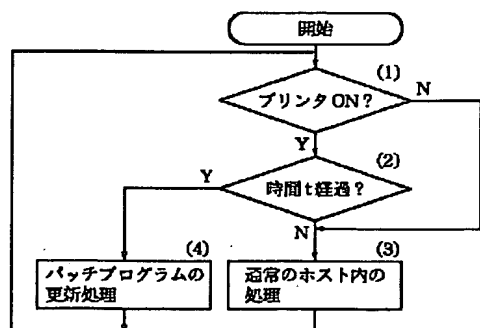 開始
(1)
プリンタON?
N
Y
(2)
Y
時間t経過?
N
(4)
(3)
パッチプログラムの
更新処理
通常のホスト内の
処理